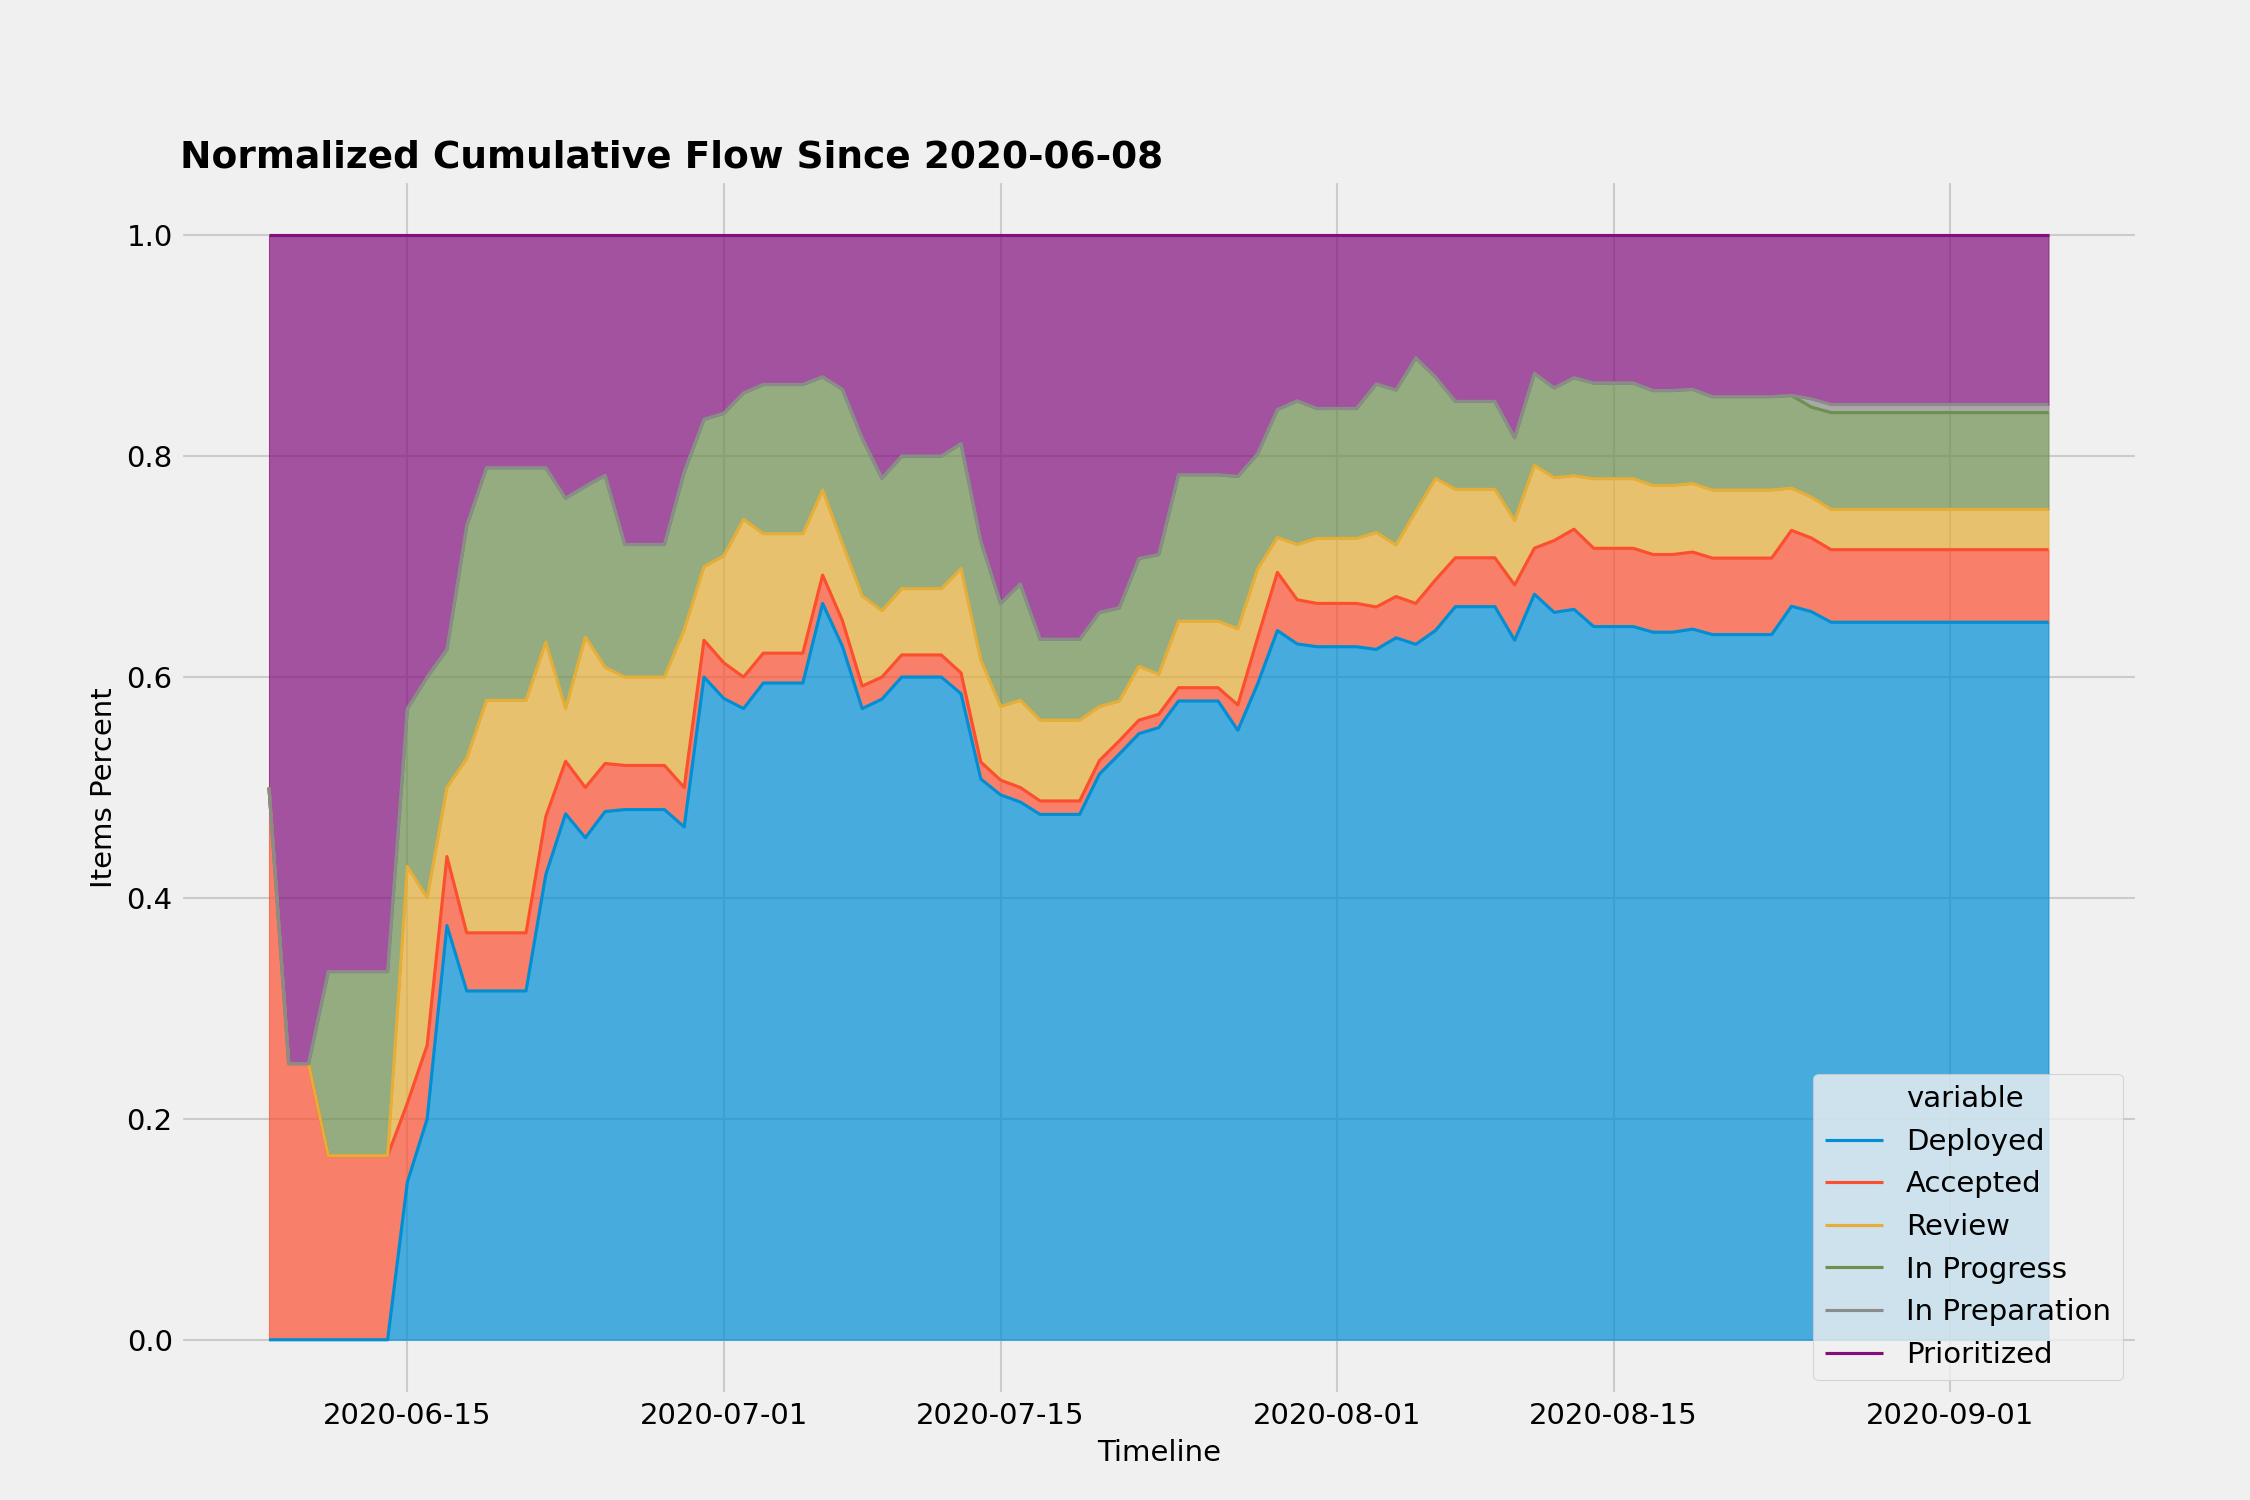 Normalized Cumulative Flow Since 2020-06-08
1.0
0.8
0.6
0.4
0.2
0.0
Items Percent
variable
Deployed
Accepted
Review
In Progress
In Preparation
Prioritized
2020-06-15 2020-07-01 2020-07-15 2020-08-01 2020-08-15 2020-09-01
Timeline